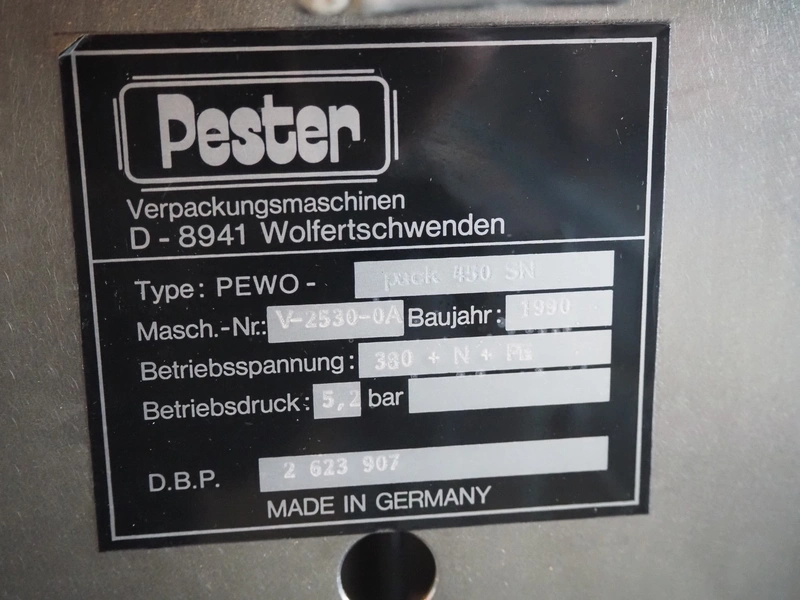 Pester
Verpackungsmaschinen
D-8941 Wolfertschwenden
Type: PEWO- pack 450 SN
Masch.-Nr.: V-2530-0A Baujahr: 1990
Betriebsspannung: 380 + N + PE
Betriebsdruck: 5,2 bar
D.B.P. 2 623 907
MADE IN GERMANY